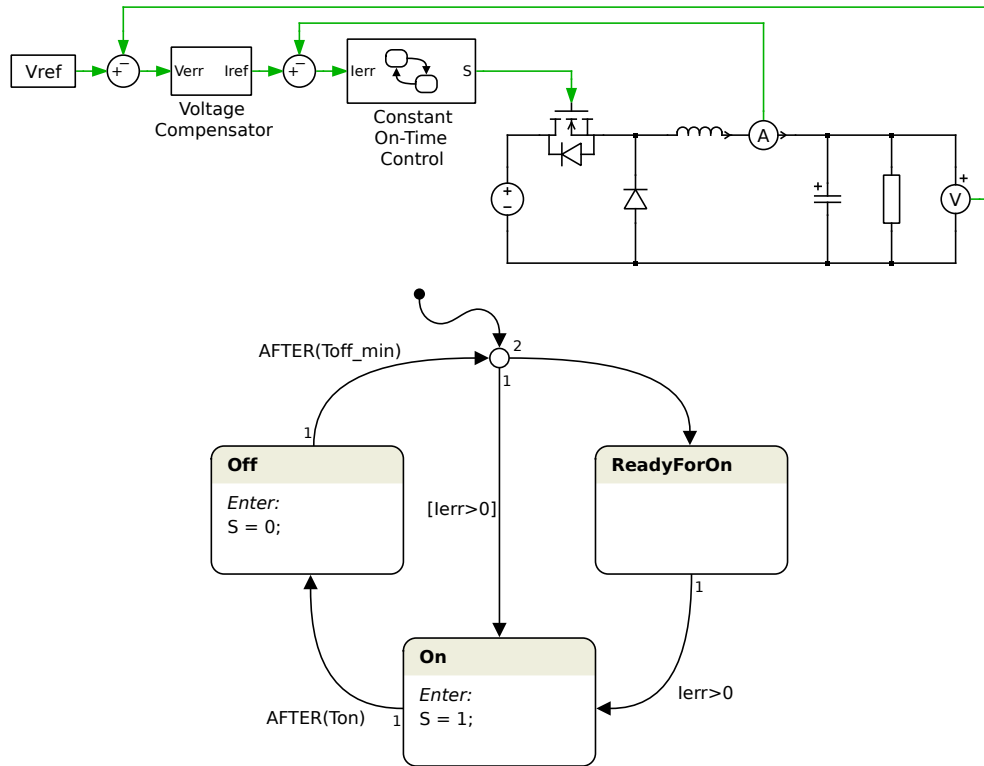 Vref
+
−
Verr
Iref
+
−
Ierr
S
Voltage
Compensator
Constant
On-Time
Control
A
+
−
+
+
V
AFTER(Toff_min)
2
1
1
Off
Enter:
S = 0;
ReadyForOn
[Ierr>0]
1
On
Enter:
S = 1;
Ierr>0
AFTER(Ton)
1